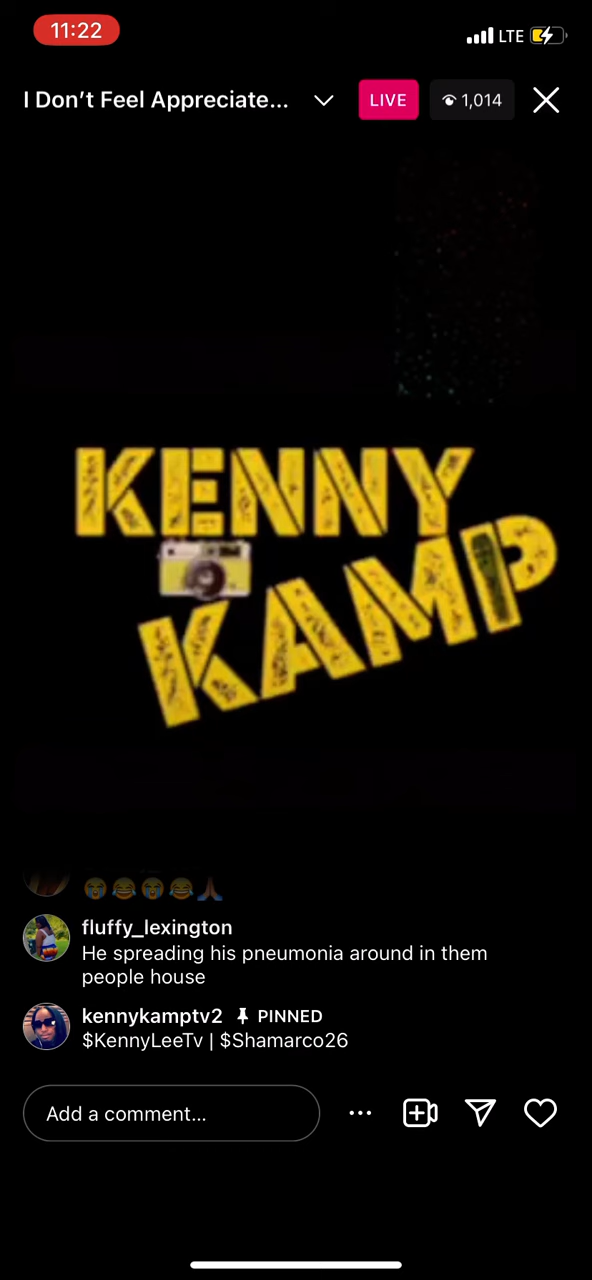 11:22
LTE
I Don't Feel Appreciate...
LIVE
1,014
KENNY
KAMP
😭😂😭😂🙏🏾
fluffy_lexington
He spreading his pneumonia around in them
people house
kennykamptv2 PINNED
$KennyLeeTv | $Shamarco26
Add a comment...